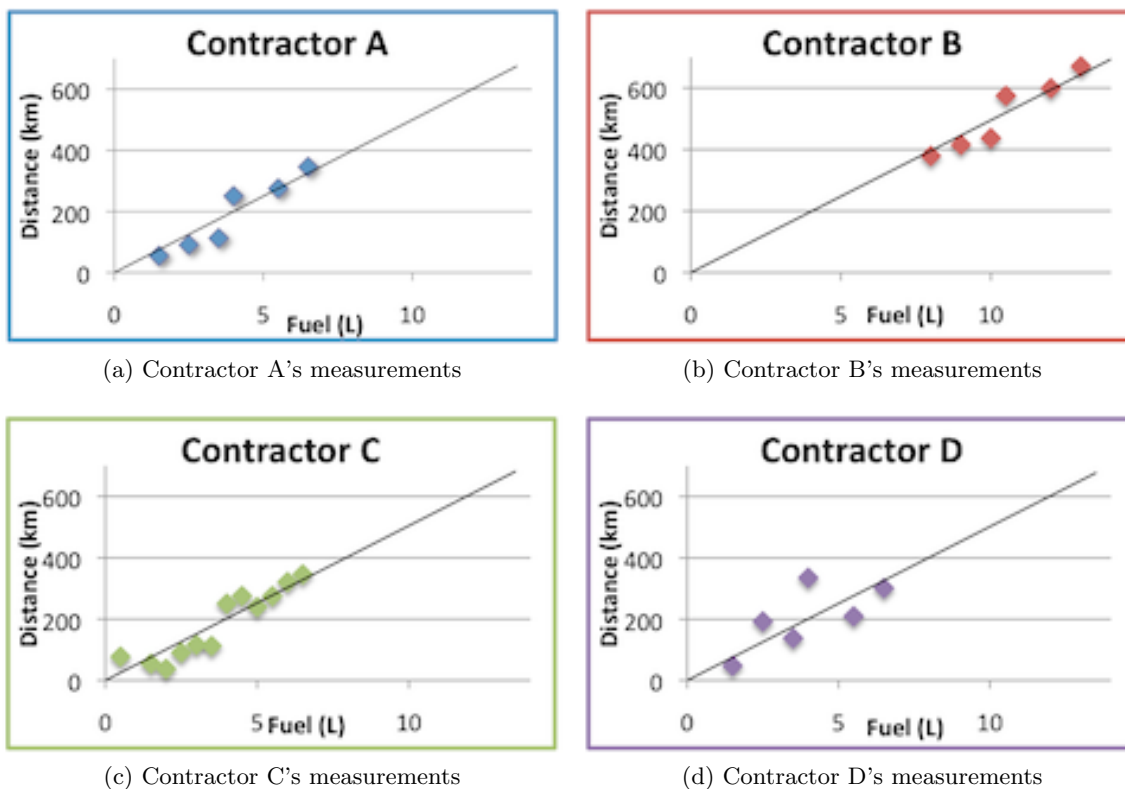 Contractor A
Distance (km)
600
400
200
0
0 5 10
Fuel (L)
(a) Contractor A's measurements
Contractor B
Distance (km)
600
400
200
0
0 5 10
Fuel (L)
(b) Contractor B's measurements
Contractor C
Distance (km)
600
400
200
0
0 5 10
Fuel (L)
(c) Contractor C's measurements
Contractor D
Distance (km)
600
400
200
0
0 5 10
Fuel (L)
(d) Contractor D's measurements